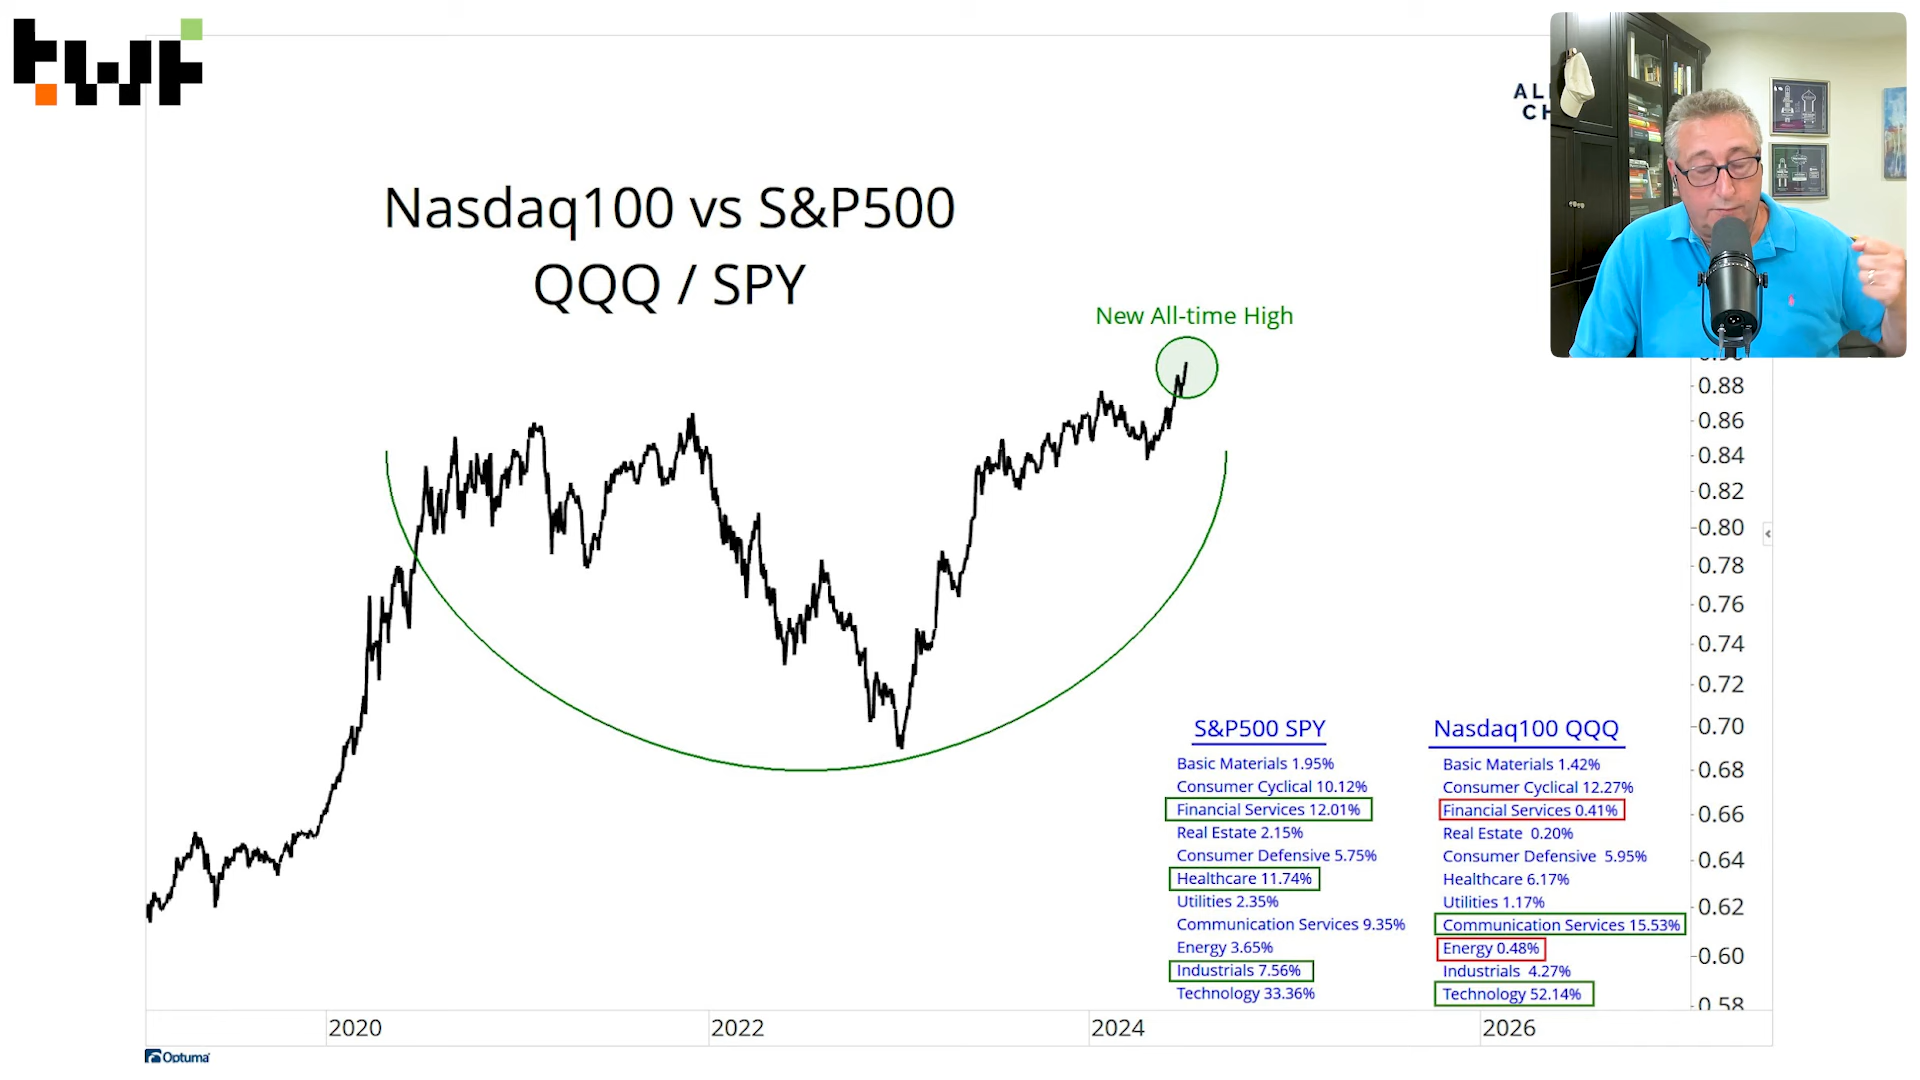 twf
AL
CH
Nasdaq100 vs S&P500
QQQ / SPY
New All-time High
0.88
0.86
0.84
0.82
0.80
0.78
0.76
0.74
0.72
0.70
0.68
0.66
0.64
0.62
0.60
0.58
S&P500 SPY
Basic Materials 1.95%
Consumer Cyclical 10.12%
Financial Services 12.01%
Real Estate 2.15%
Consumer Defensive 5.75%
Healthcare 11.74%
Utilities 2.35%
Communication Services 9.35%
Energy 3.65%
Industrials 7.56%
Technology 33.36%
Nasdaq100 QQQ
Basic Materials 1.42%
Consumer Cyclical 12.27%
Financial Services 0.41%
Real Estate 0.20%
Consumer Defensive 5.95%
Healthcare 6.17%
Utilities 1.17%
Communication Services 15.53%
Energy 0.48%
Industrials 4.27%
Technology 52.14%
2020
2022
2024
2026
Optuma